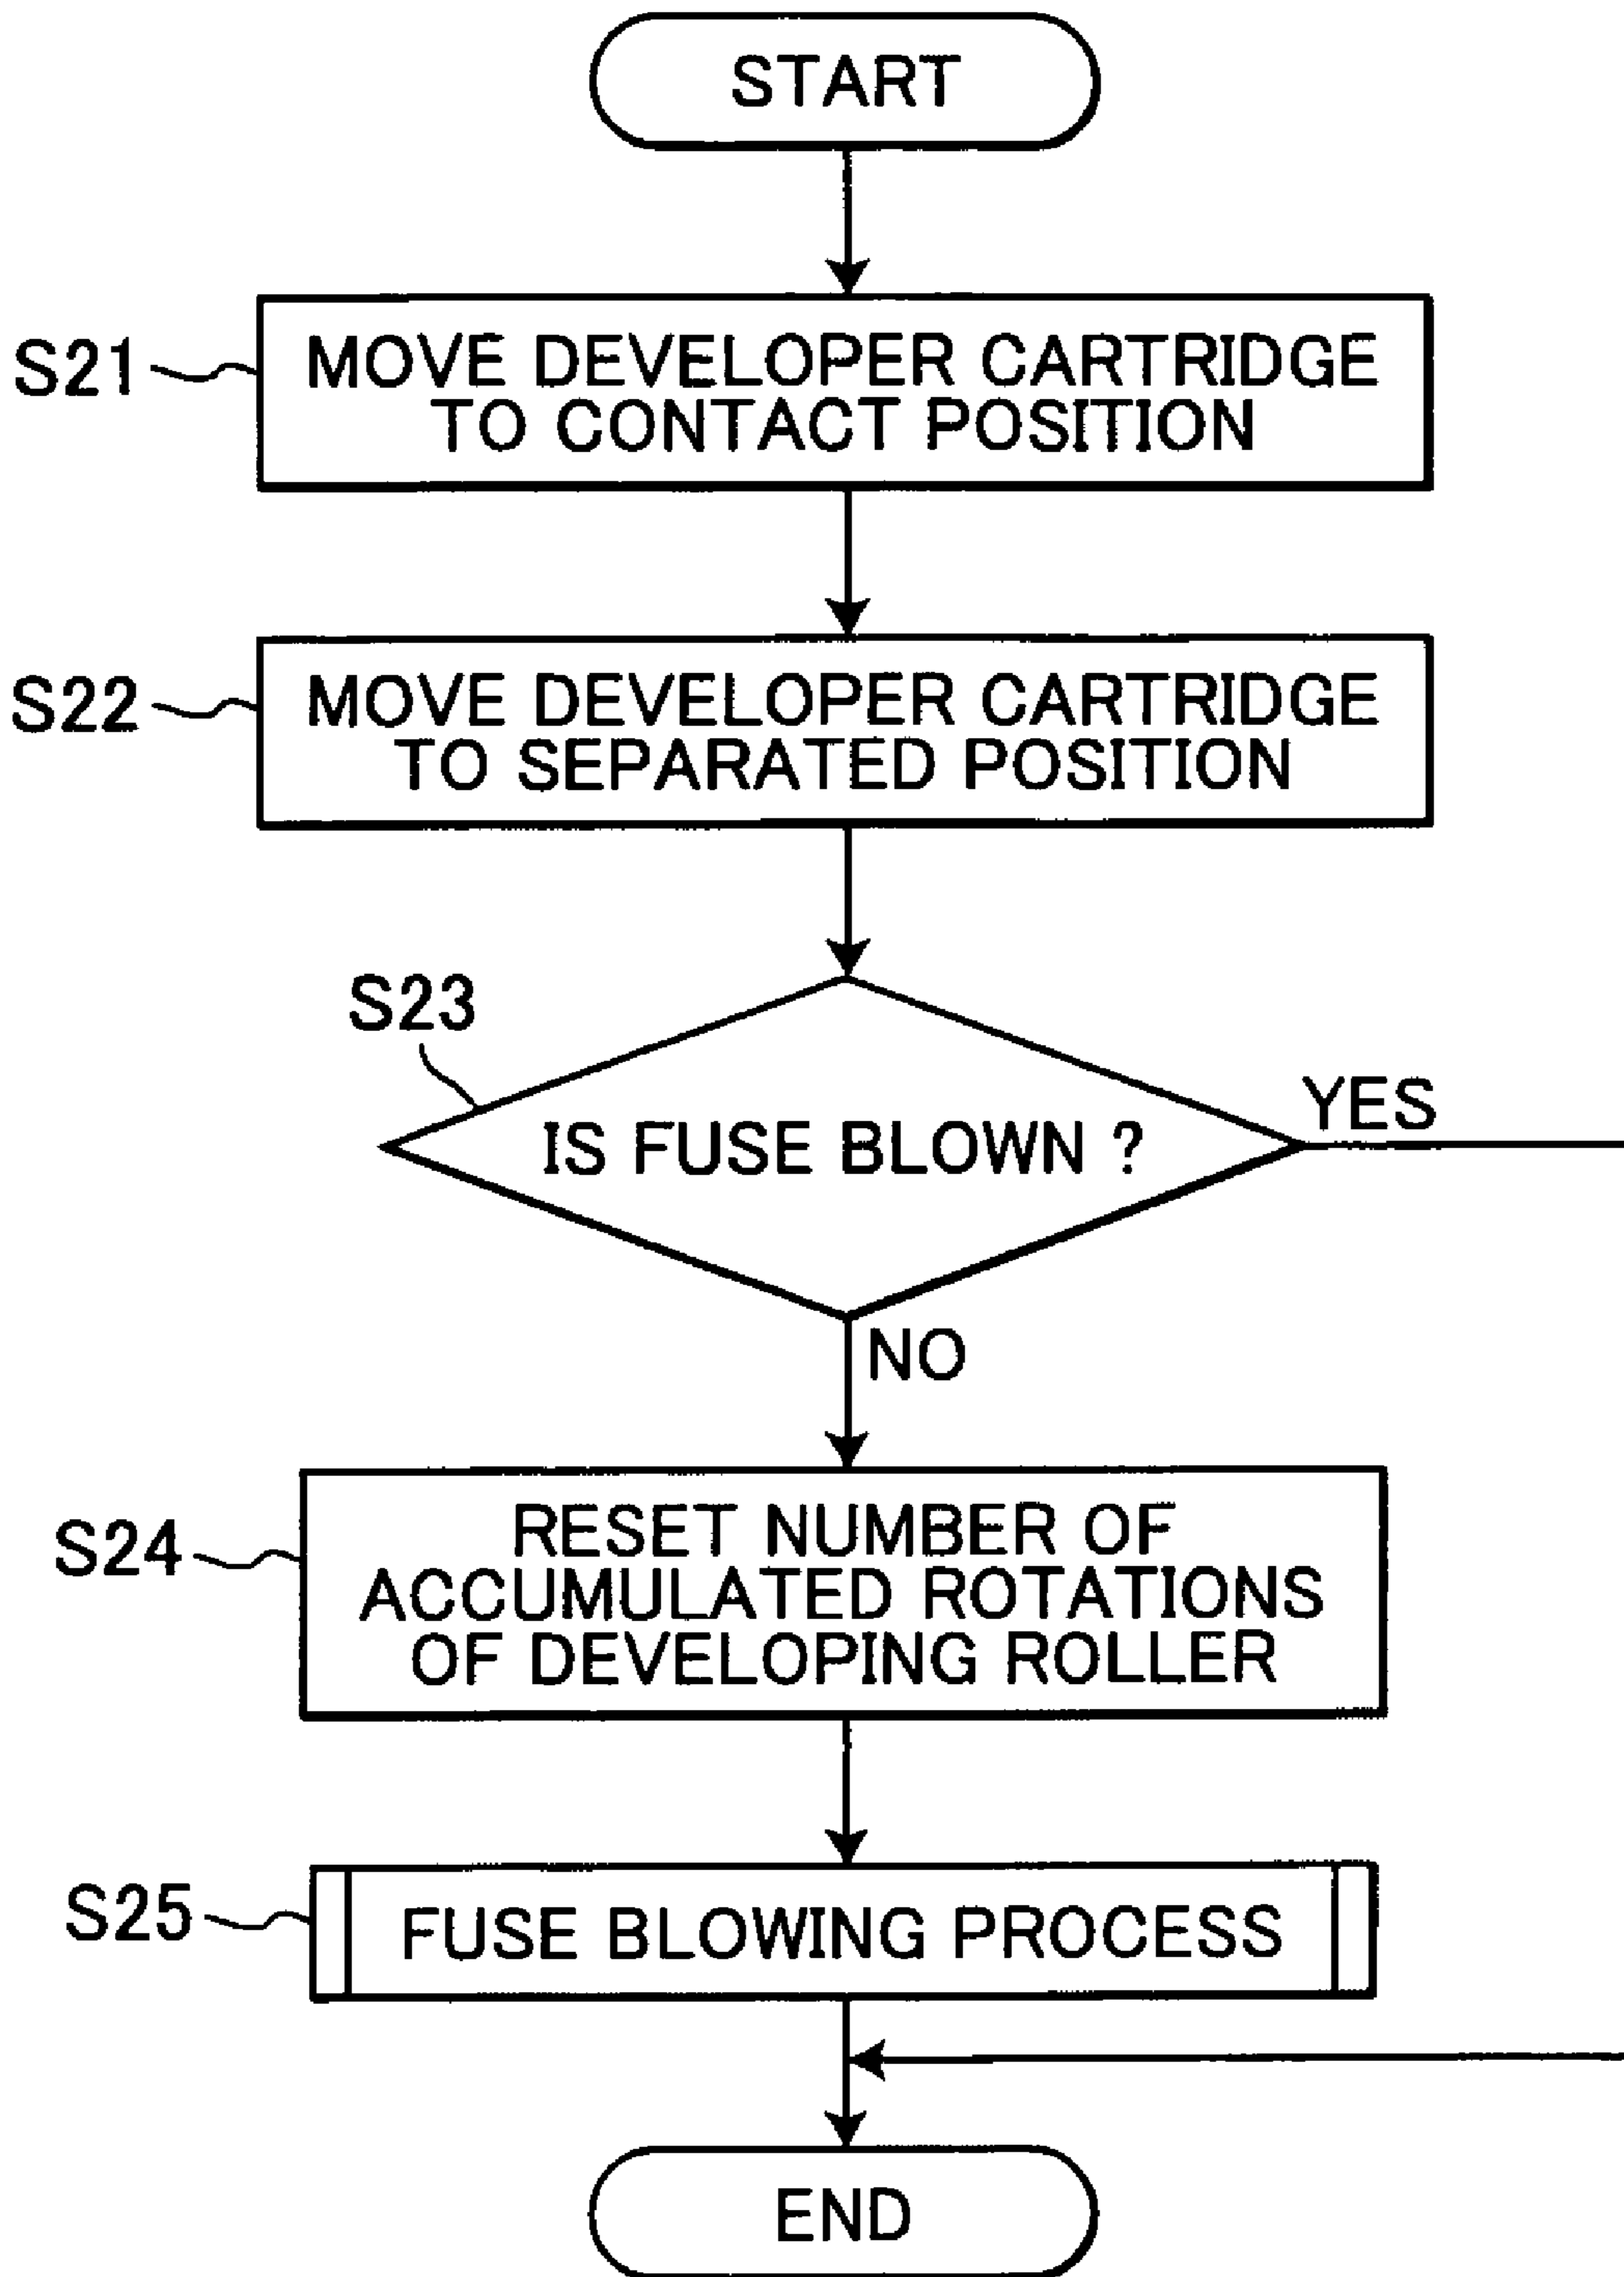 START
S21
MOVE DEVELOPER CARTRIDGE
TO CONTACT POSITION
S22
MOVE DEVELOPER CARTRIDGE
TO SEPARATED POSITION
S23
IS FUSE BLOWN ?
YES
NO
S24
RESET NUMBER OF
ACCUMULATED ROTATIONS
OF DEVELOPING ROLLER
S25
FUSE BLOWING PROCESS
END